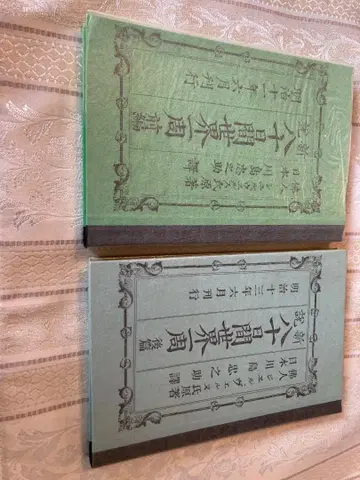 佛人 ジュル ヴェルヌ氏 原著
日本 川島忠之助 譯
新説 八十日間世界一周 前編
明治十一年六月刊行
佛人 ジュル ヴェルヌ氏 原著
日本 川島忠之助 譯
新説 八十日間世界一周 後編
明治十三年六月刊行